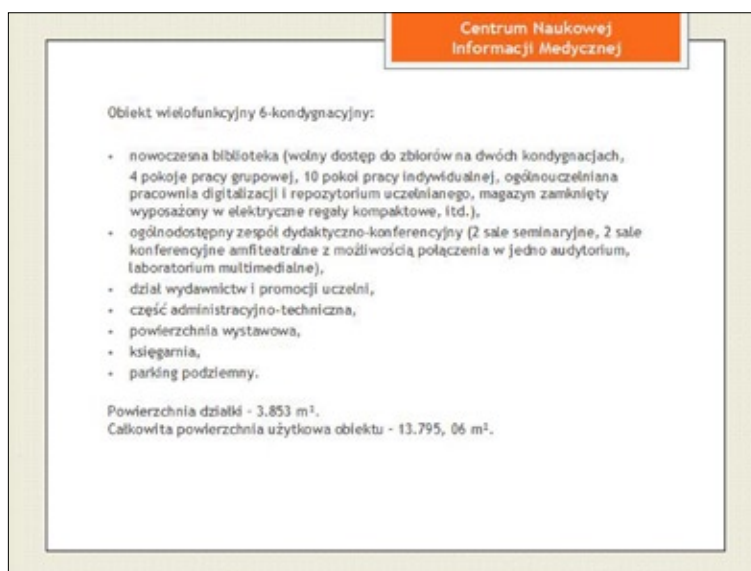 Centrum Naukowej
Informacji Medycznej
Obiekt wielofunkcyjny 6-kondygnacyjny:
• nowoczesna biblioteka (wolny dostęp do zbiorów na dwóch kondygnacjach,
4 pokoje pracy grupowej, 10 pokoi pracy indywidualnej, ogólnouczelniana
pracownia digitalizacji i repozytorium uczelnianego, magazyn zamknięty
wyposażony w elektryczne regały kompaktowe, itd.),
• ogólnodostępny zespół dydaktyczno-konferencyjny (2 sale seminaryjne, 2 sale
konferencyjne amfiteatralne z możliwością połączenia w jedno audytorium,
laboratorium multimedialne),
• dział wydawnictw i promocji uczelni,
• część administracyjno-techniczna,
• powierzchnia wystawowa,
• księgarnia,
• parking podziemny.
Powierzchnia działki - 3.853 m².
Całkowita powierzchnia użytkowa obiektu - 13.795, 06 m².